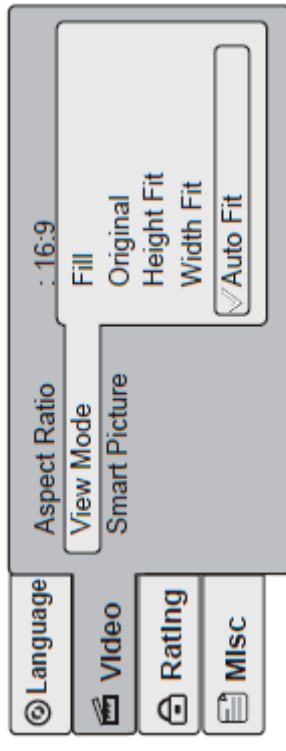 Language
Video
Rating
Misc
Aspect Ratio : 16:9
View Mode
Smart Picture
Fill
Original
Height Fit
Width Fit
Auto Fit